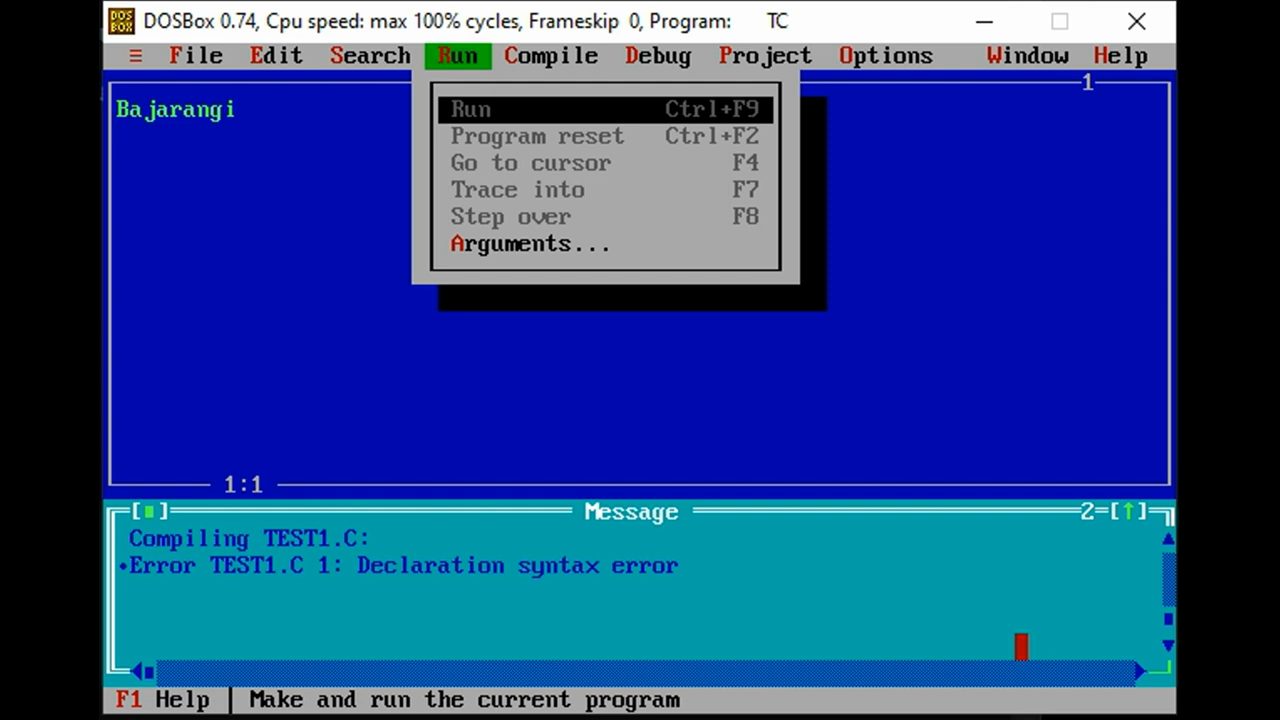 DOS BOX DOSBox 0.74, Cpu speed: max 100% cycles, Frameskip 0, Program: TC
≡ File Edit Search Run Compile Debug Project Options Window Help
1
Bajarangi
Run Ctrl+F9
Program reset Ctrl+F2
Go to cursor F4
Trace into F7
Step over F8
Arguments...
1:1
[■] Message 2=[↑]
Compiling TEST1.C:
•Error TEST1.C 1: Declaration syntax error
F1 Help | Make and run the current program